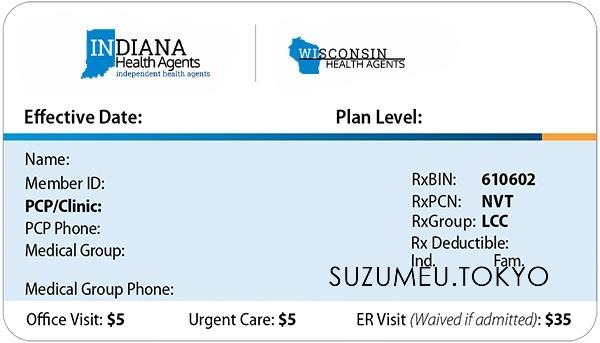 INDIANA
Health Agents
independent health agents
WISCONSIN
HEALTH AGENTS
Effective Date:
Plan Level:
Name:
Member ID:
PCP/Clinic:
PCP Phone:
Medical Group:
Medical Group Phone:
RxBIN: 610602
RxPCN: NVT
RxGroup: LCC
Rx Deductible:
Ind. Fam.
SUZUMEU.TOKYO
Office Visit: $5 Urgent Care: $5 ER Visit (Waived if admitted): $35